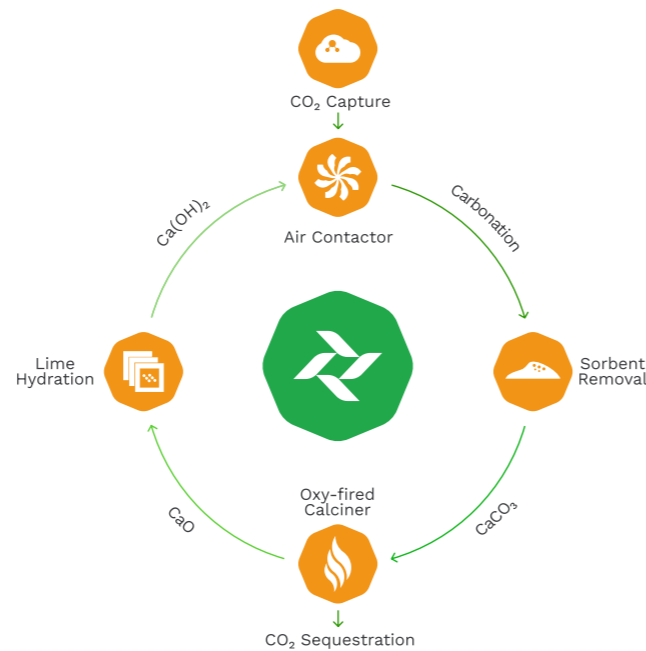 CO₂ Capture
Air Contactor
Carbonation
Sorbent
Removal
CaCO₃
Oxy-fired
Calciner
CO₂ Sequestration
CaO
Lime
Hydration
Ca(OH)₂